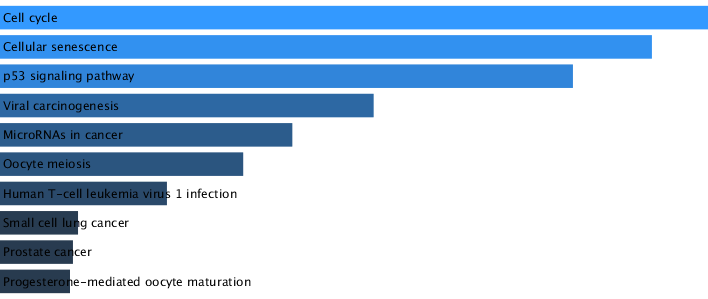 Cell cycle
Cellular senescence
p53 signaling pathway
Viral carcinogenesis
MicroRNAs in cancer
Oocyte meiosis
Human T-cell leukemia virus 1 infection
Small cell lung cancer
Prostate cancer
Progesterone-mediated oocyte maturation